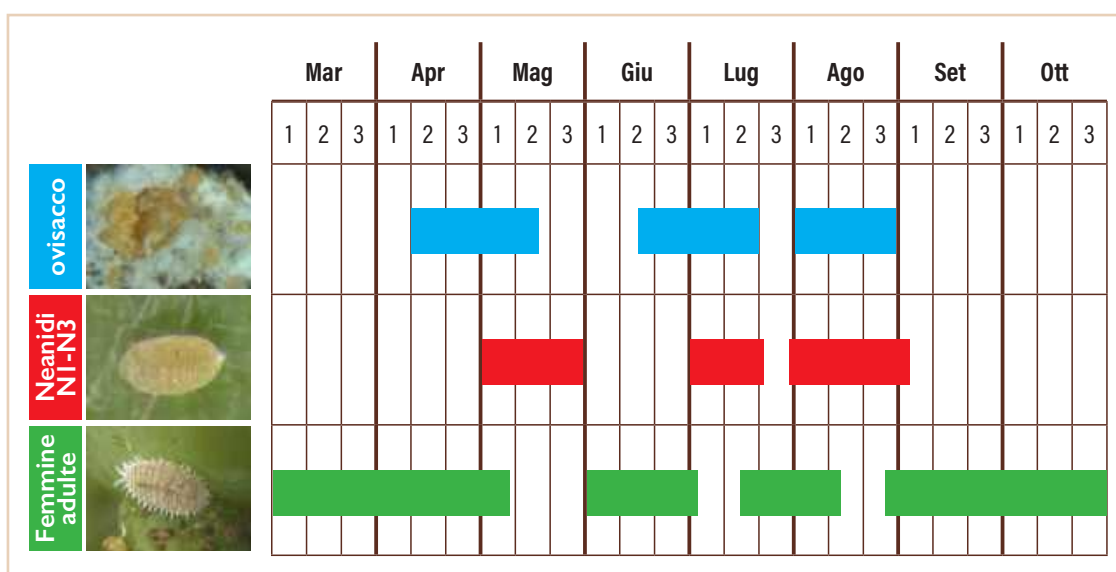 Mar Apr Mag Giu Lug Ago Set Ott
1 2 3 1 2 3 1 2 3 1 2 3 1 2 3 1 2 3 1 2 3 1 2 3
ovisacco
Neanidi
N1-N3
Femmine
adulte